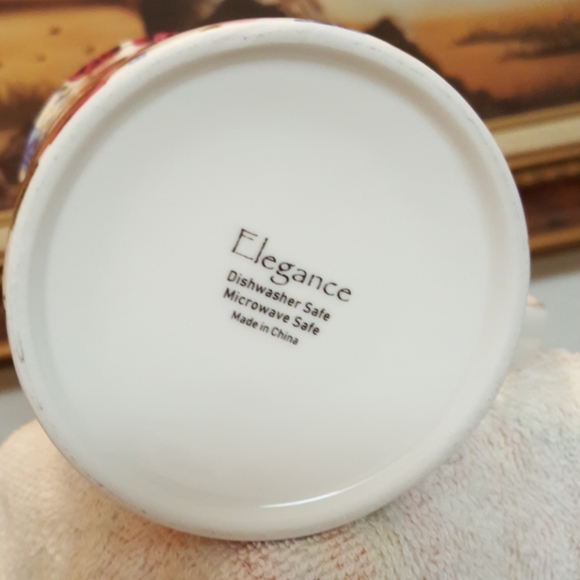 Elegance
Dishwasher Safe
Microwave Safe
Made in China